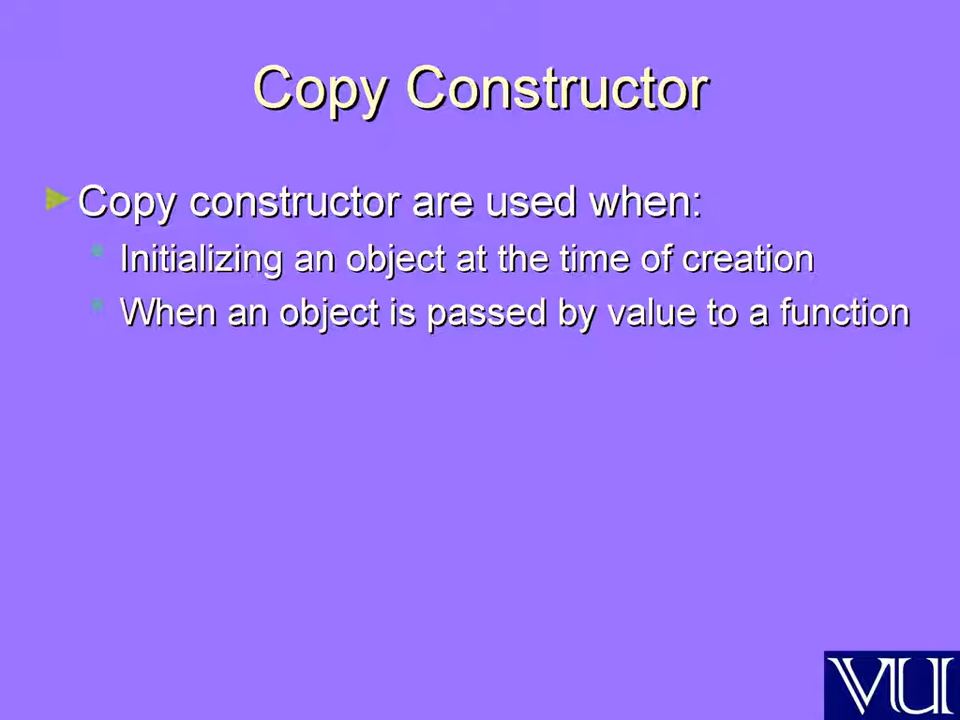 Copy Constructor
Copy constructor are used when:
Initializing an object at the time of creation
When an object is passed by value to a function
VU